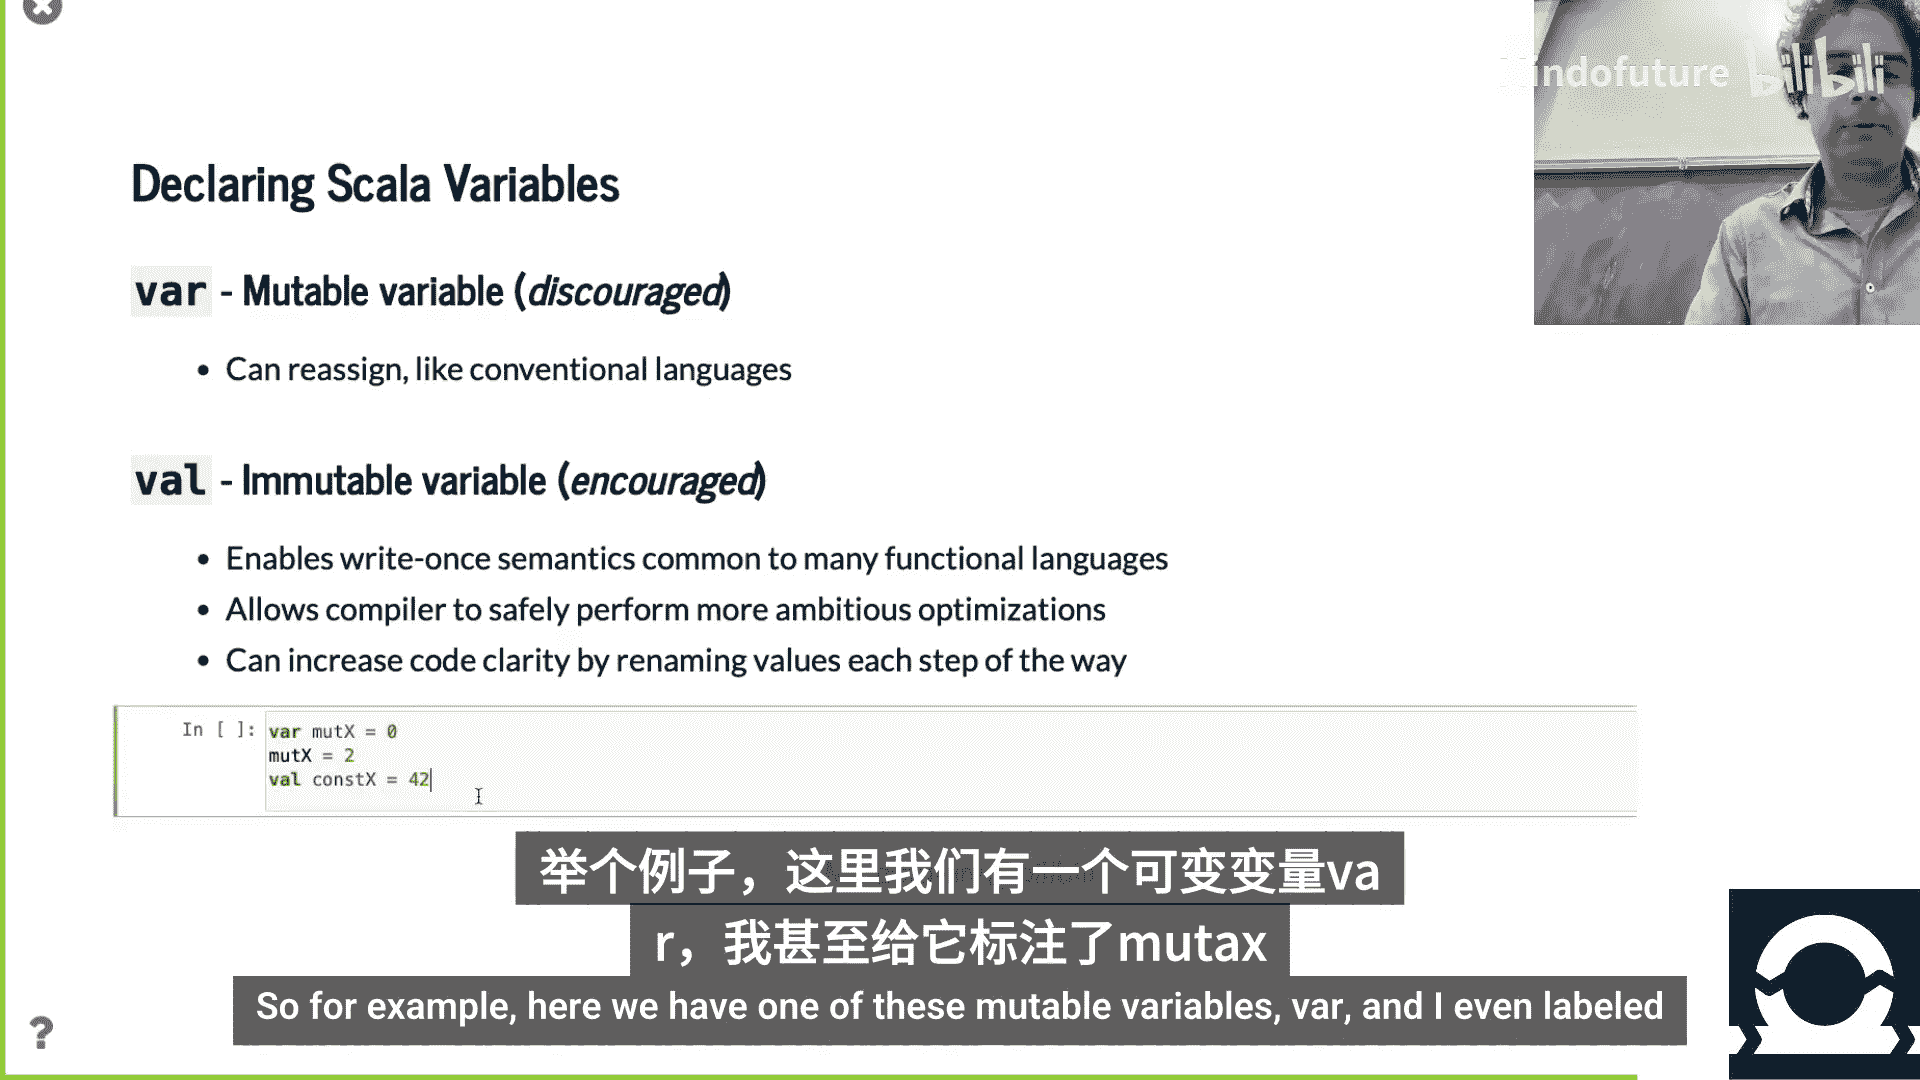 indofuture bilibili
Declaring Scala Variables
var - Mutable variable (discouraged)
• Can reassign, like conventional languages
val - Immutable variable (encouraged)
• Enables write-once semantics common to many functional languages
• Allows compiler to safely perform more ambitious optimizations
• Can increase code clarity by renaming values each step of the way
In [ ]: var mutX = 0
mutX = 2
val constX = 42
举个例子，这里我们有一个可变变量va
r，我甚至给它标注了mutax
So for example, here we have one of these mutable variables, var, and I even labeled
?